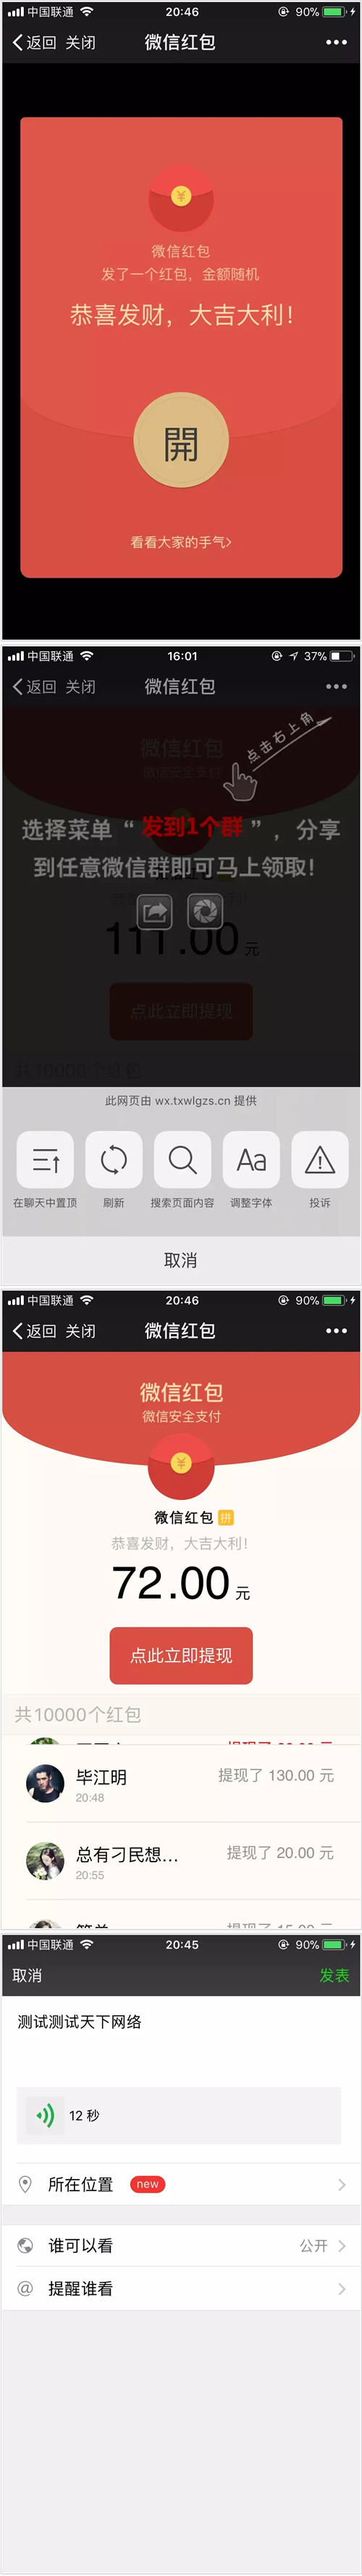 中国联通 20:46 90%
返回 关闭 微信红包
微信红包
发了一个红包，金额随机
恭喜发财，大吉大利！
開
看看大家的手气>
中国联通 16:01 37%
返回 关闭 微信红包
点击右上角
微信红包
微信安全支付
选择菜单“发到1个群”，分享
到任意微信群即可马上领取！
111.00元
点此立即提现
共10000个红包
此网页由 wx.txwlgzs.cn 提供
在聊天中置顶 刷新 搜索页面内容 Aa 调整字体 投诉
取消
中国联通 20:46 90%
返回 关闭 微信红包
微信红包
微信安全支付
¥
微信红包 拼
恭喜发财，大吉大利！
72.00 元
点此立即提现
共10000个红包
毕江明 提现了 130.00 元
20:48
总有刁民想... 提现了 20.00 元
20:55
中国联通 20:45 90%
取消 发表
测试测试天下网络
12 秒
所在位置 new
谁可以看 公开
@ 提醒谁看